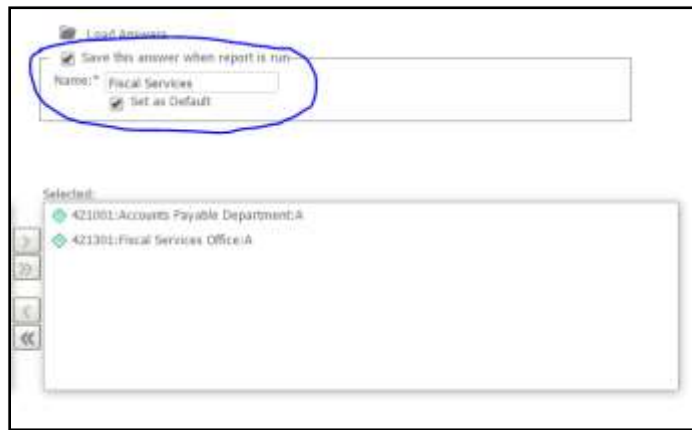 Load Answers
Save this answer when report is run
Name:* Fiscal Services
Set as Default
Selected:
421001:Accounts Payable Department:A
421301:Fiscal Services Office:A